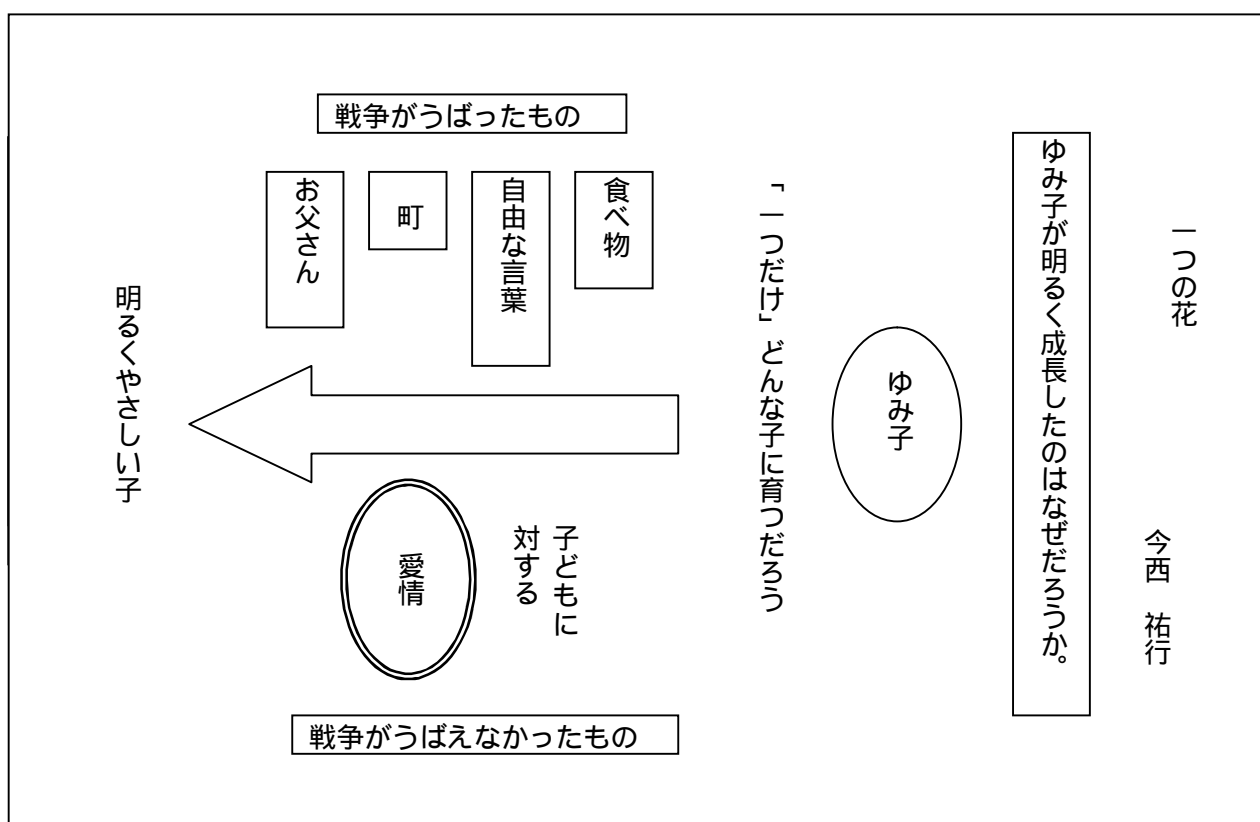 一つの花
今西 祐行
ゆみ子が明るく成長したのはなぜだろうか。
ゆみ子
「一つだけ」どんな子に育つだろう
戦争がうばったもの
食べ物
自由な言葉
町
お父さん
子どもに
対する
愛情
戦争がうばえなかったもの
明るくやさしい子